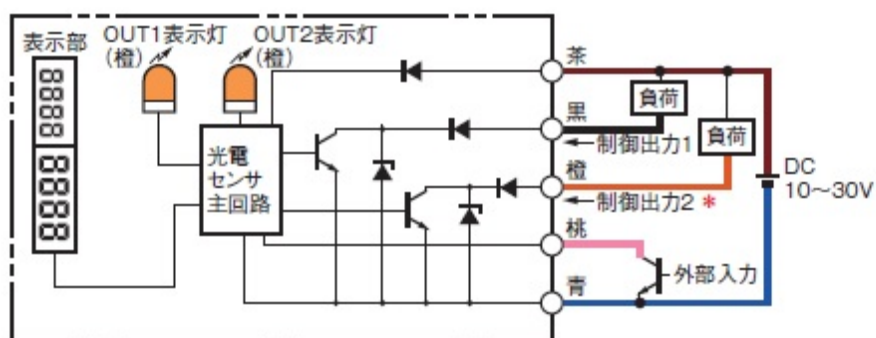 表示部
OUT1表示灯
(橙)
OUT2表示灯
(橙)
8888
8888
光電
センサ
主回路
茶
負荷
黒
制御出力1
負荷
橙
制御出力2 *
DC
10～30V
桃
外部入力
青